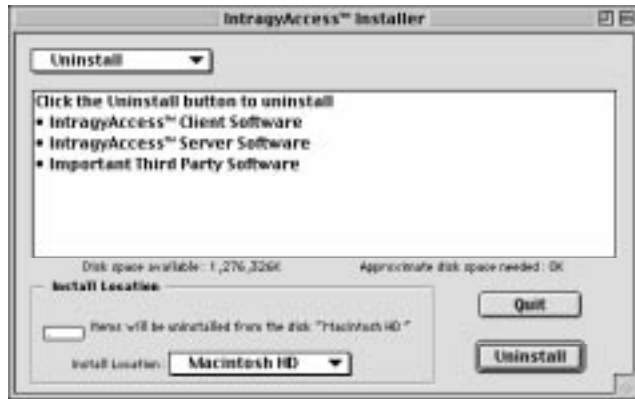 IntragyAccess™ Installer
Uninstall
Click the Uninstall button to uninstall
• IntragyAccess™ Client Software
• IntragyAccess™ Server Software
• Important Third Party Software
Disk space available: 1,276,326K Approximate disk space needed: 0K
Install Location
Items will be uninstalled from the disk "Macintosh HD"
Quit
Install Location: Macintosh HD
Uninstall